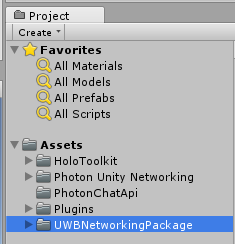 Project
Create
Favorites
All Materials
All Models
All Prefabs
All Scripts
Assets
HoloToolkit
Photon Unity Networking
PhotonChatApi
Plugins
UWBNetworkingPackage